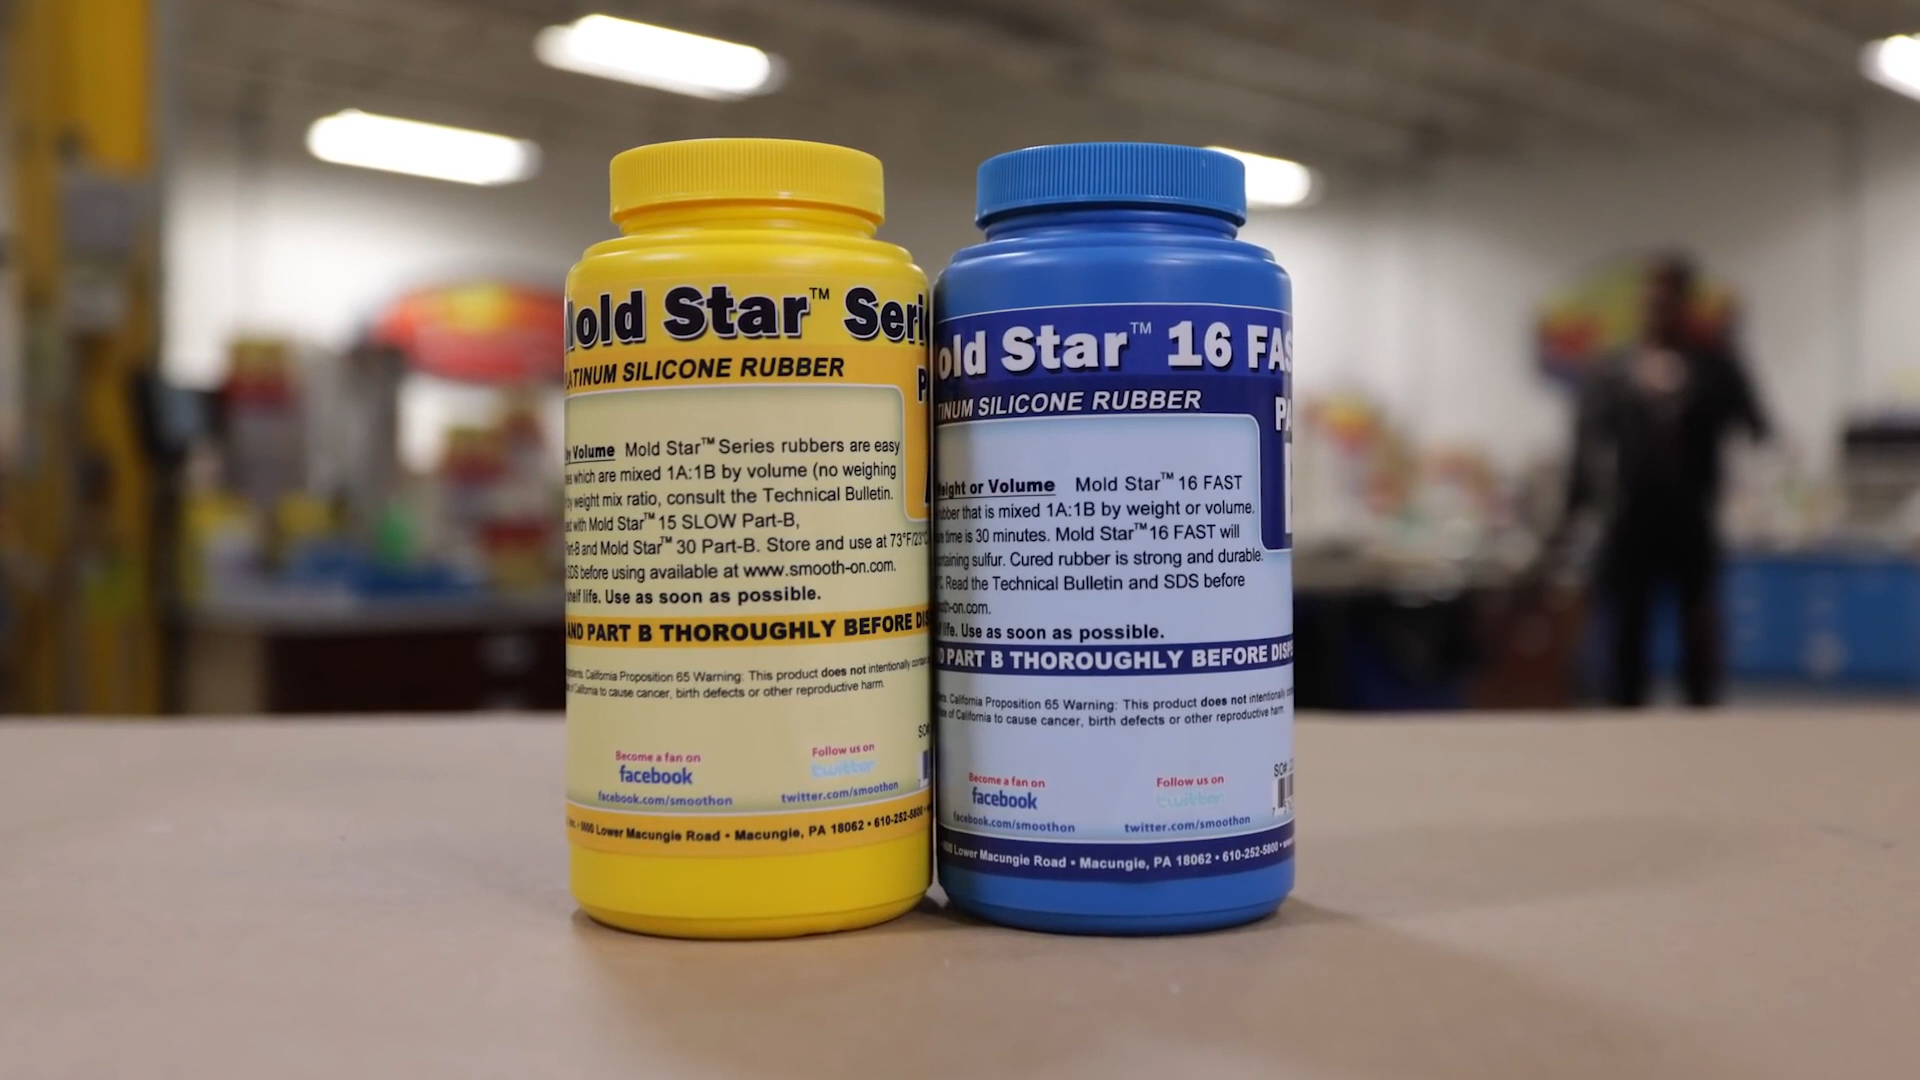 Mold Star™ Seri
PLATINUM SILICONE RUBBER
by Volume Mold Star™ Series rubbers are easy
which are mixed 1A:1B by volume (no weighing
by weight mix ratio, consult the Technical Bulletin.
with Mold Star™ 15 SLOW Part-B,
Part-B and Mold Star™ 30 Part-B. Store and use at 73°F/23°
SDS before using available at www.smooth-on.com.
shelf life. Use as soon as possible.
AND PART B THOROUGHLY BEFORE DIS
California Proposition 65 Warning: This product does not intentionally
of California to cause cancer, birth defects or other reproductive harm.
Become a fan on
facebook
facebook.com/smoothon
Follow us on
twitter
twitter.com/smoothon
SO#
Inc. • 5600 Lower Macungie Road • Macungie, PA 18062 • 610-252-5800 •
old Star™ 16 FAS
TINUM SILICONE RUBBER
PA
Weight or Volume Mold Star™ 16 FAST
rubber that is mixed 1A:1B by weight or volume.
time is 30 minutes. Mold Star™ 16 FAST will
containing sulfur. Cured rubber is strong and durable.
Read the Technical Bulletin and SDS before
smooth-on.com.
life. Use as soon as possible.
D PART B THOROUGHLY BEFORE DISP
California Proposition 65 Warning: This product does not intentionally
of California to cause cancer, birth defects or other reproductive harm.
Become a fan on
facebook
facebook.com/smoothon
Follow us on
twitter
twitter.com/smoothon
SO#
Lower Macungie Road • Macungie, PA 18062 • 610-252-5800 •